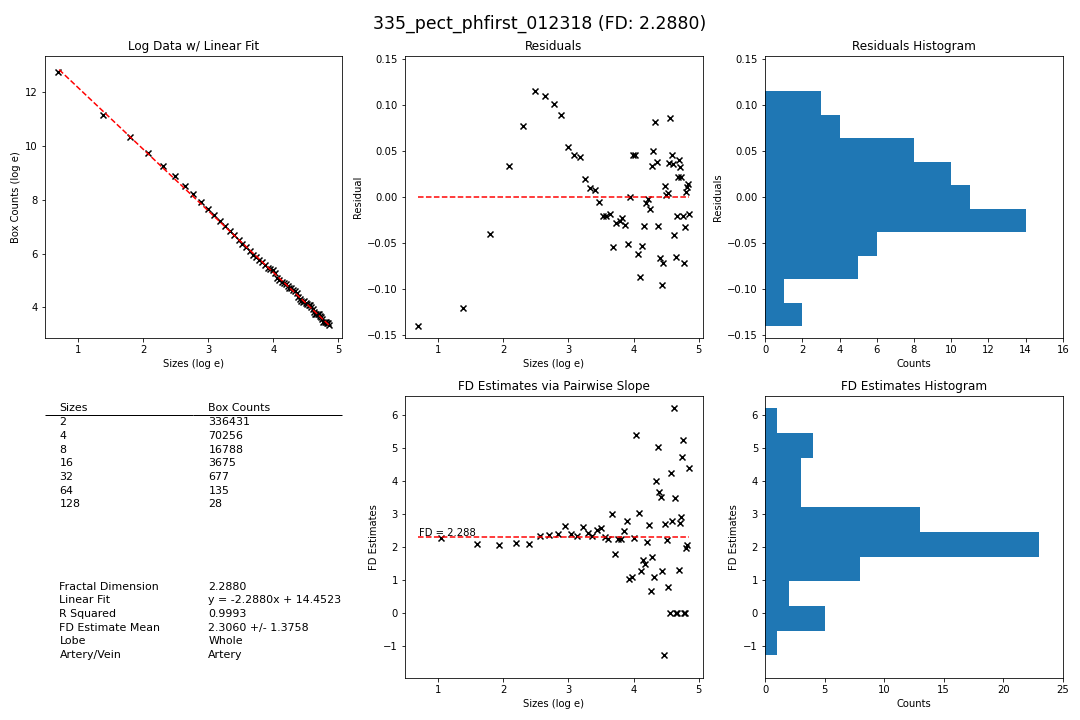 335_pect_phfirst_012318 (FD: 2.2880)
Log Data w/ Linear Fit
Box Counts (log e)
12
10
8
6
4
1 2 3 4 5
Sizes (log e)
Residuals
Residual
0.15
0.10
0.05
0.00
−0.05
−0.10
−0.15
1 2 3 4 5
Sizes (log e)
Residuals Histogram
Residuals
0.15
0.10
0.05
0.00
−0.05
−0.10
−0.15
0 2 4 6 8 10 12 14 16
Counts
Sizes Box Counts
2 336431
4 70256
8 16788
16 3675
32 677
64 135
128 28
Fractal Dimension 2.2880
Linear Fit y = -2.2880x + 14.4523
R Squared 0.9993
FD Estimate Mean 2.3060 +/- 1.3758
Lobe Whole
Artery/Vein Artery
FD Estimates via Pairwise Slope
FD Estimates
6
5
4
3
2
1
0
−1
FD = 2.288
1 2 3 4 5
Sizes (log e)
FD Estimates Histogram
FD Estimates
6
5
4
3
2
1
0
−1
0 5 10 15 20 25
Counts